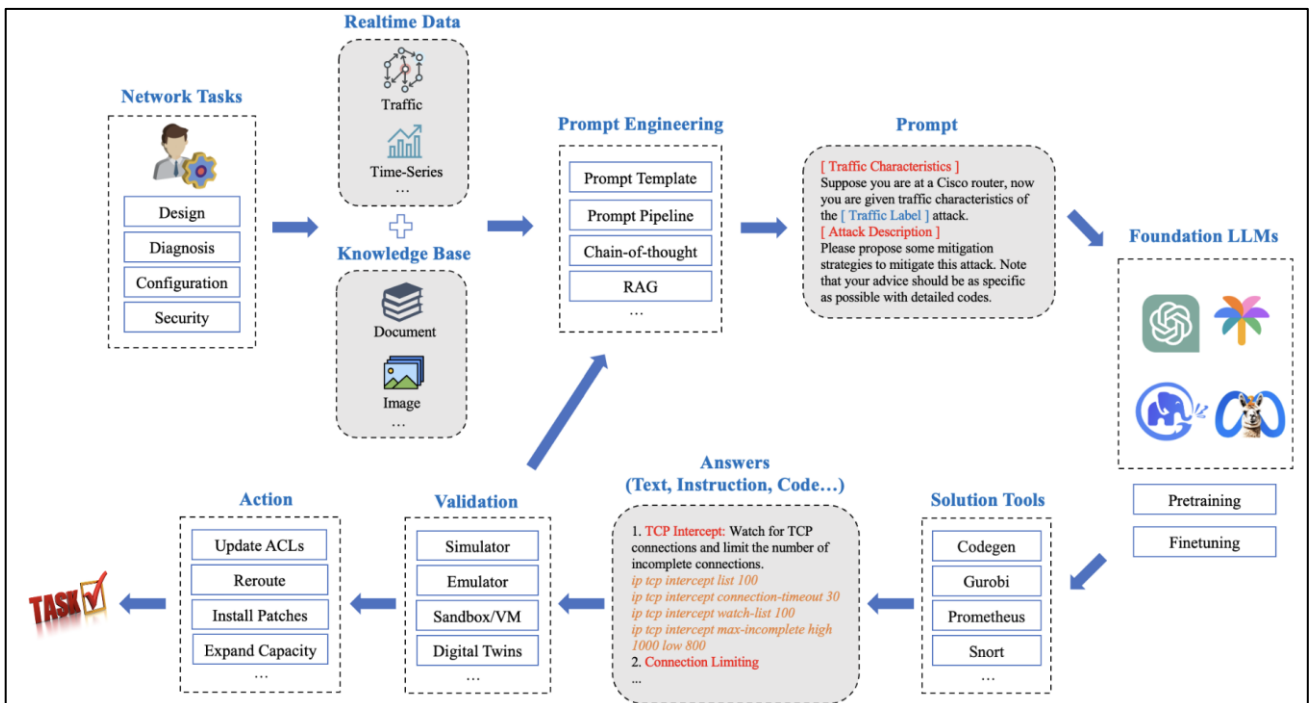 Realtime Data
Traffic
Time-Series
…
Network Tasks
Design
Diagnosis
Configuration
Security
Knowledge Base
Document
Image
…
Prompt Engineering
Prompt Template
Prompt Pipeline
Chain-of-thought
RAG
…
Prompt
[ Traffic Characteristics ]
Suppose you are at a Cisco router, now
you are given traffic characteristics of
the [ Traffic Label ] attack.
[ Attack Description ]
Please propose some mitigation
strategies to mitigate this attack. Note
that your advice should be as specific
as possible with detailed codes.
Foundation LLMs
Pretraining
Finetuning
Solution Tools
Codegen
Gurobi
Prometheus
Snort
…
Answers
(Text, Instruction, Code…)
1. TCP Intercept: Watch for TCP
connections and limit the number of
incomplete connections.
ip tcp intercept list 100
ip tcp intercept connection-timeout 30
ip tcp intercept watch-list 100
ip tcp intercept max-incomplete high
1000 low 800
2. Connection Limiting
...
Validation
Simulator
Emulator
Sandbox/VM
Digital Twins
…
Action
Update ACLs
Reroute
Install Patches
Expand Capacity
…
TASK